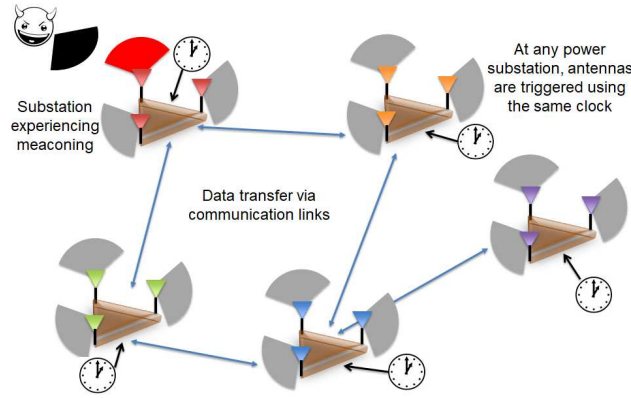 At any power
substation, antennas
are triggered using
the same clock
Substation
experiencing
meaconing
Data transfer via
communication links